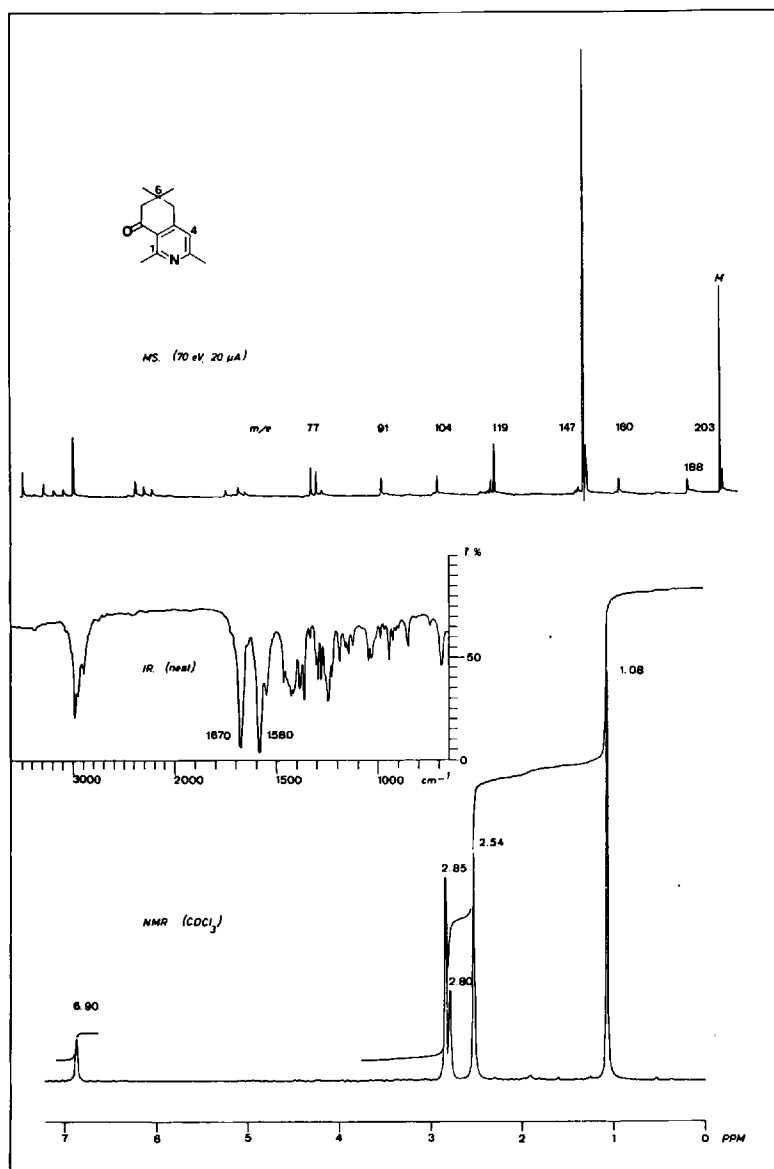 6
O
4
1
N
M
MS. (70 eV, 20 µA)
m/e 77 91 104 119 147 160 203
188
T. %
50
0
IR. (neat)
1670 1580
3000 2000 1500 1000 cm-1
1.08
2.54
2.85
NMR (CDCl3)
2.80
6.90
7 6 5 4 3 2 1 0 PPM